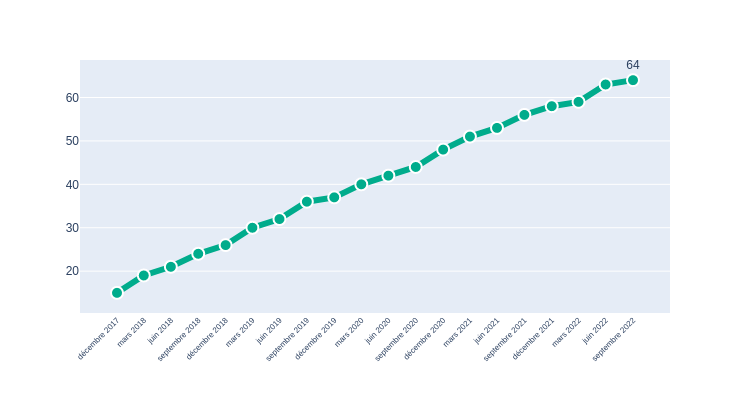 64
60
50
40
30
20
décembre 2017
mars 2018
juin 2018
septembre 2018
décembre 2018
mars 2019
juin 2019
septembre 2019
décembre 2019
mars 2020
juin 2020
septembre 2020
décembre 2020
mars 2021
juin 2021
septembre 2021
décembre 2021
mars 2022
juin 2022
septembre 2022